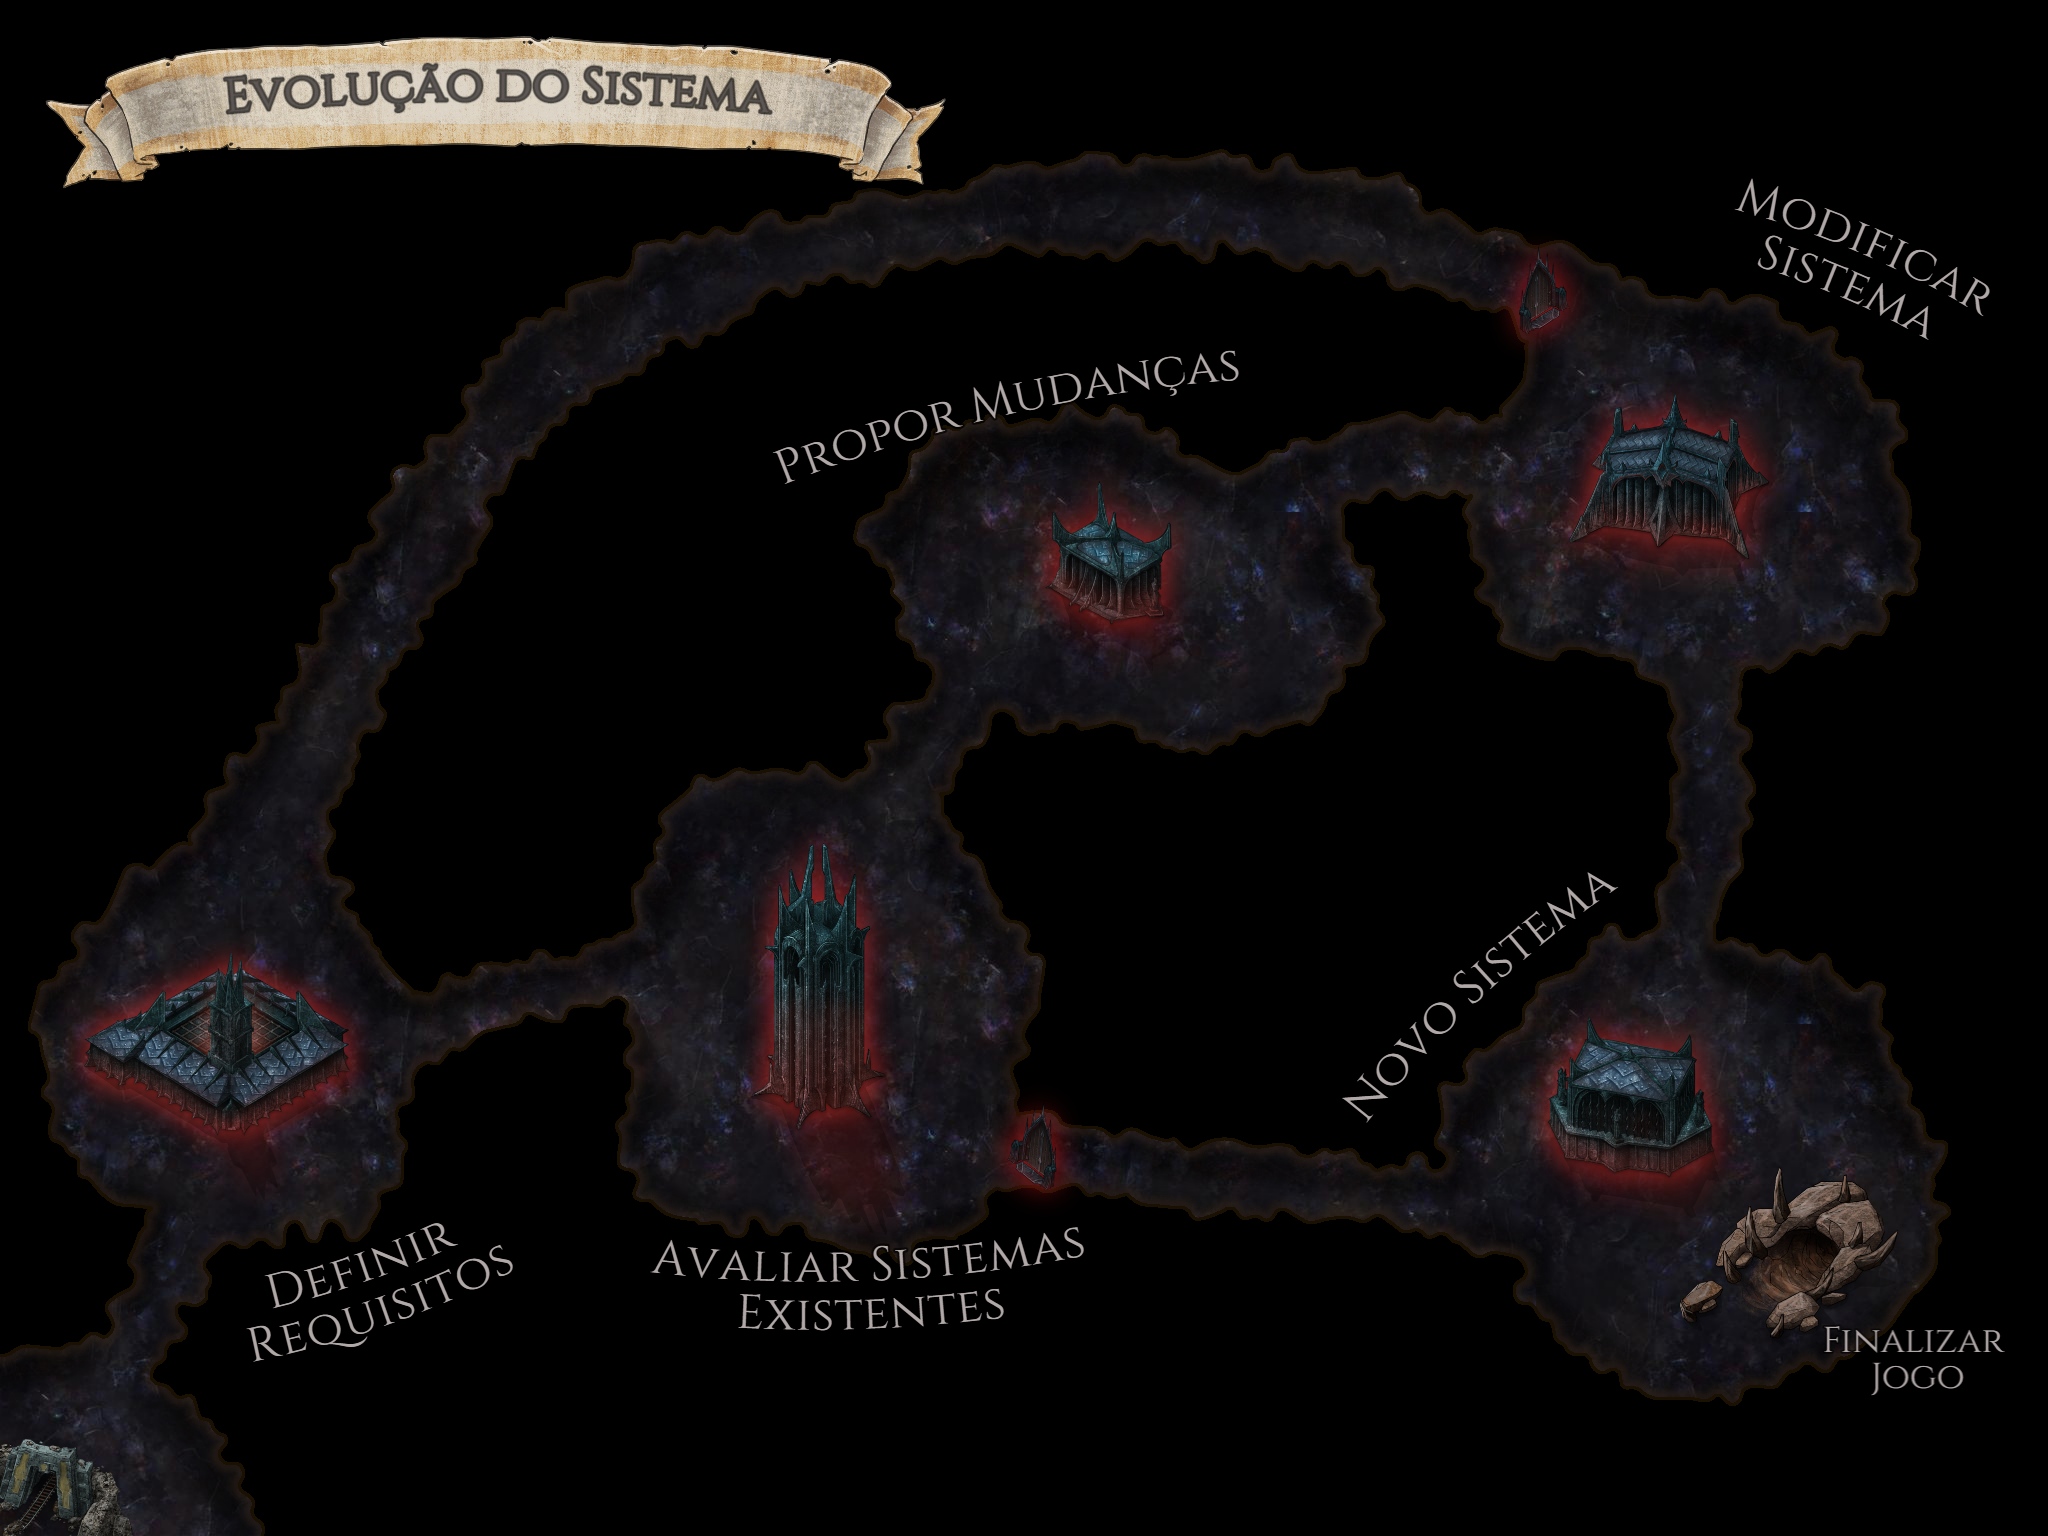 Evolução do Sistema
Modificar
Sistema
Propor Mudanças
Novo Sistema
Definir
Requisitos
Avaliar Sistemas
Existentes
Finalizar
Jogo